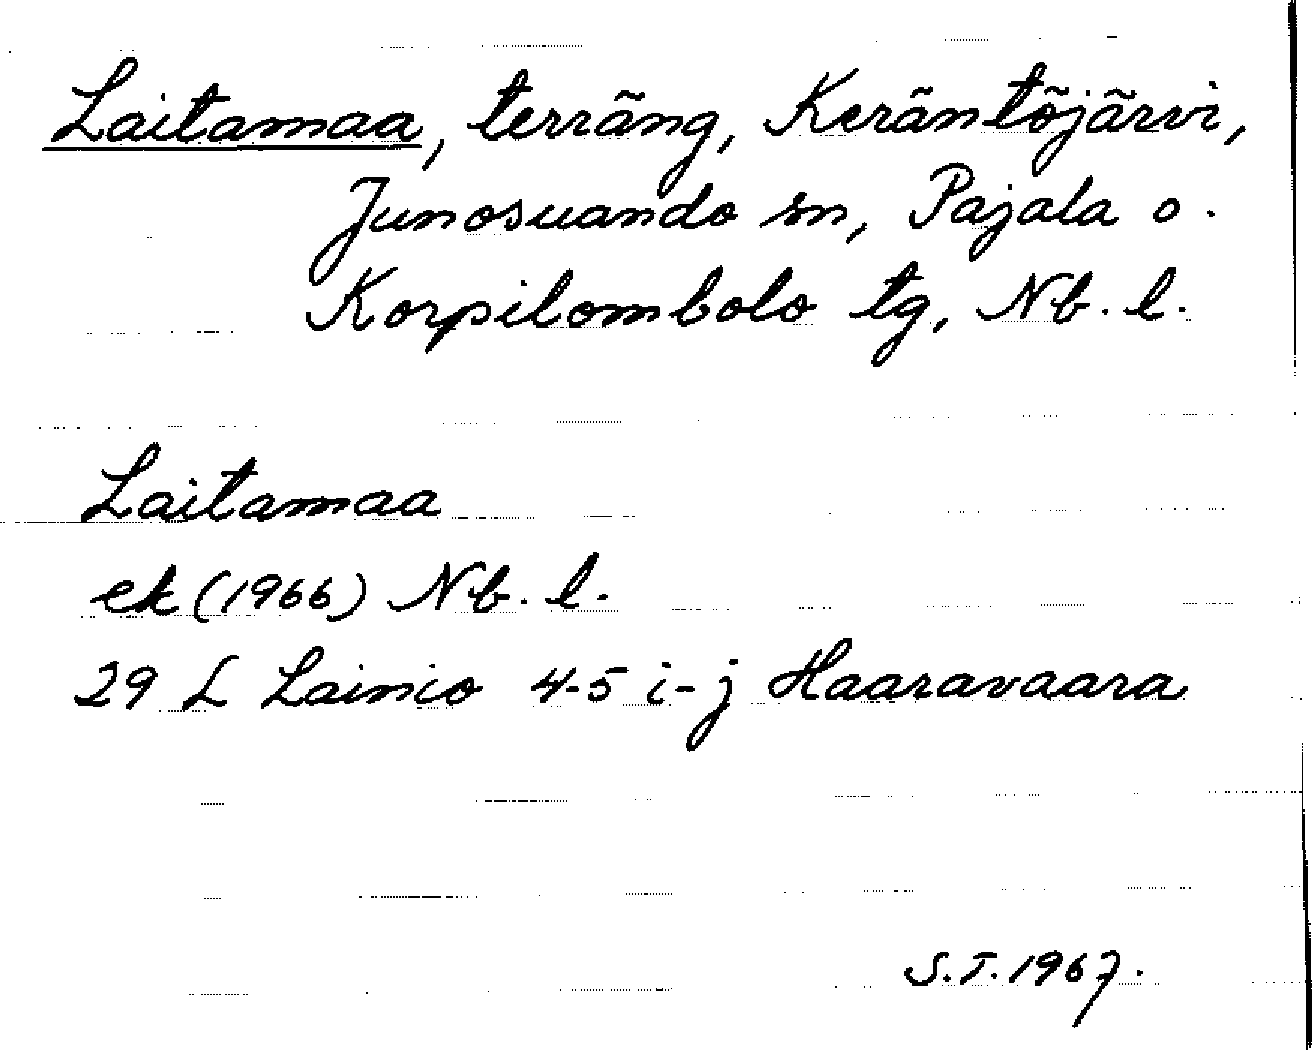 Laitamaa, terräng, Keräntöjärvi,
Junosuando sn, Pajala o.
Korpilombolo tg, Nb. l.
Laitamaa
ek (1966) Nb. l.
29 L Lainio 4-5 i-j Haaravaara
S.T. 1967.